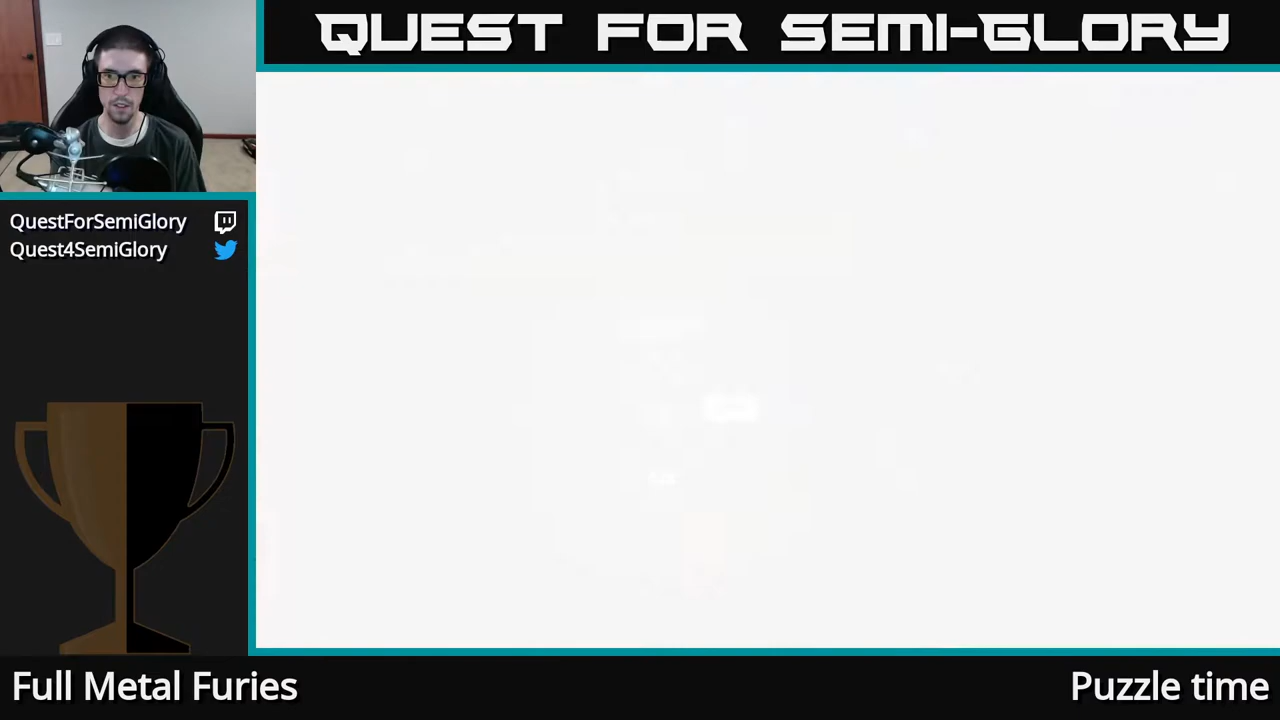 QUEST FOR SEMI-GLORY
QuestForSemiGlory
Quest4SemiGlory
Full Metal Furies
Puzzle time